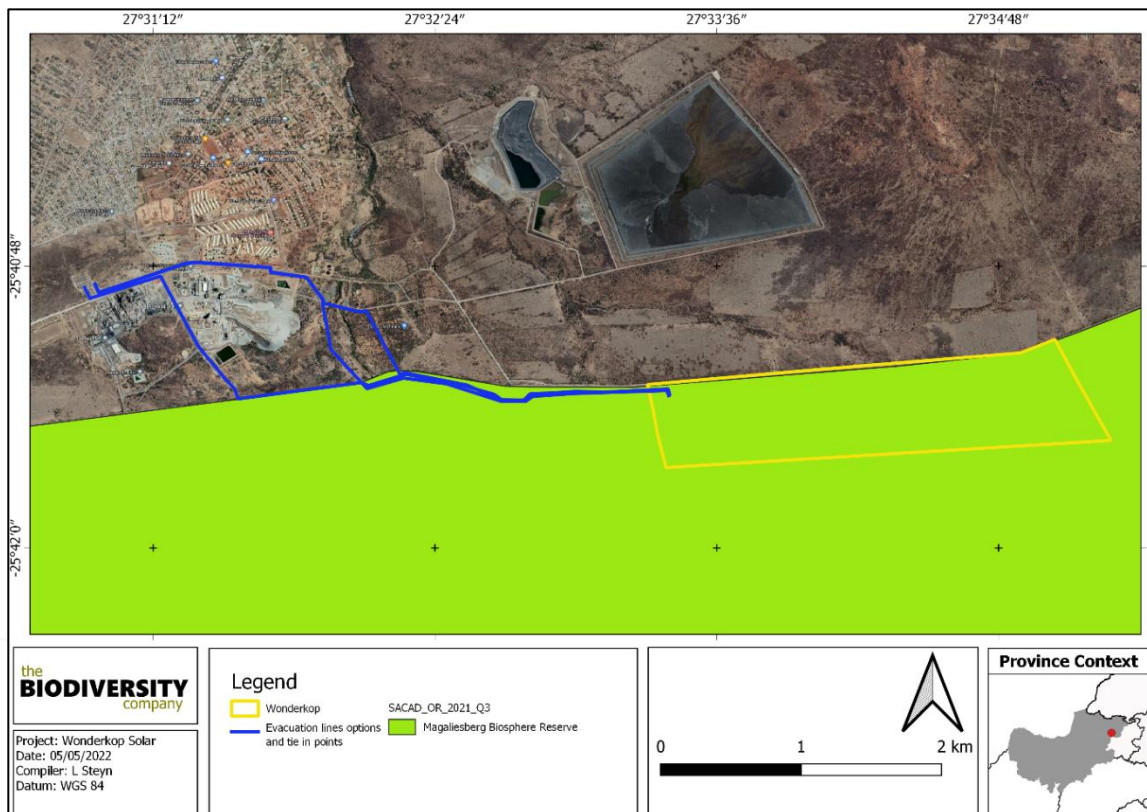 27°31'12" 27°32'24" 27°33'36" 27°34'48"
-25°40'48"
-25°42'0"
the
BIODIVERSITY
company
Project: Wonderkop Solar
Date: 05/05/2022
Compiler: L Steyn
Datum: WGS 84
Legend
Wonderkop
Evacuation lines options
and tie in points
SACAD_OR_2021_Q3
Magaliesberg Biosphere Reserve
0 1 2 km
Province Context